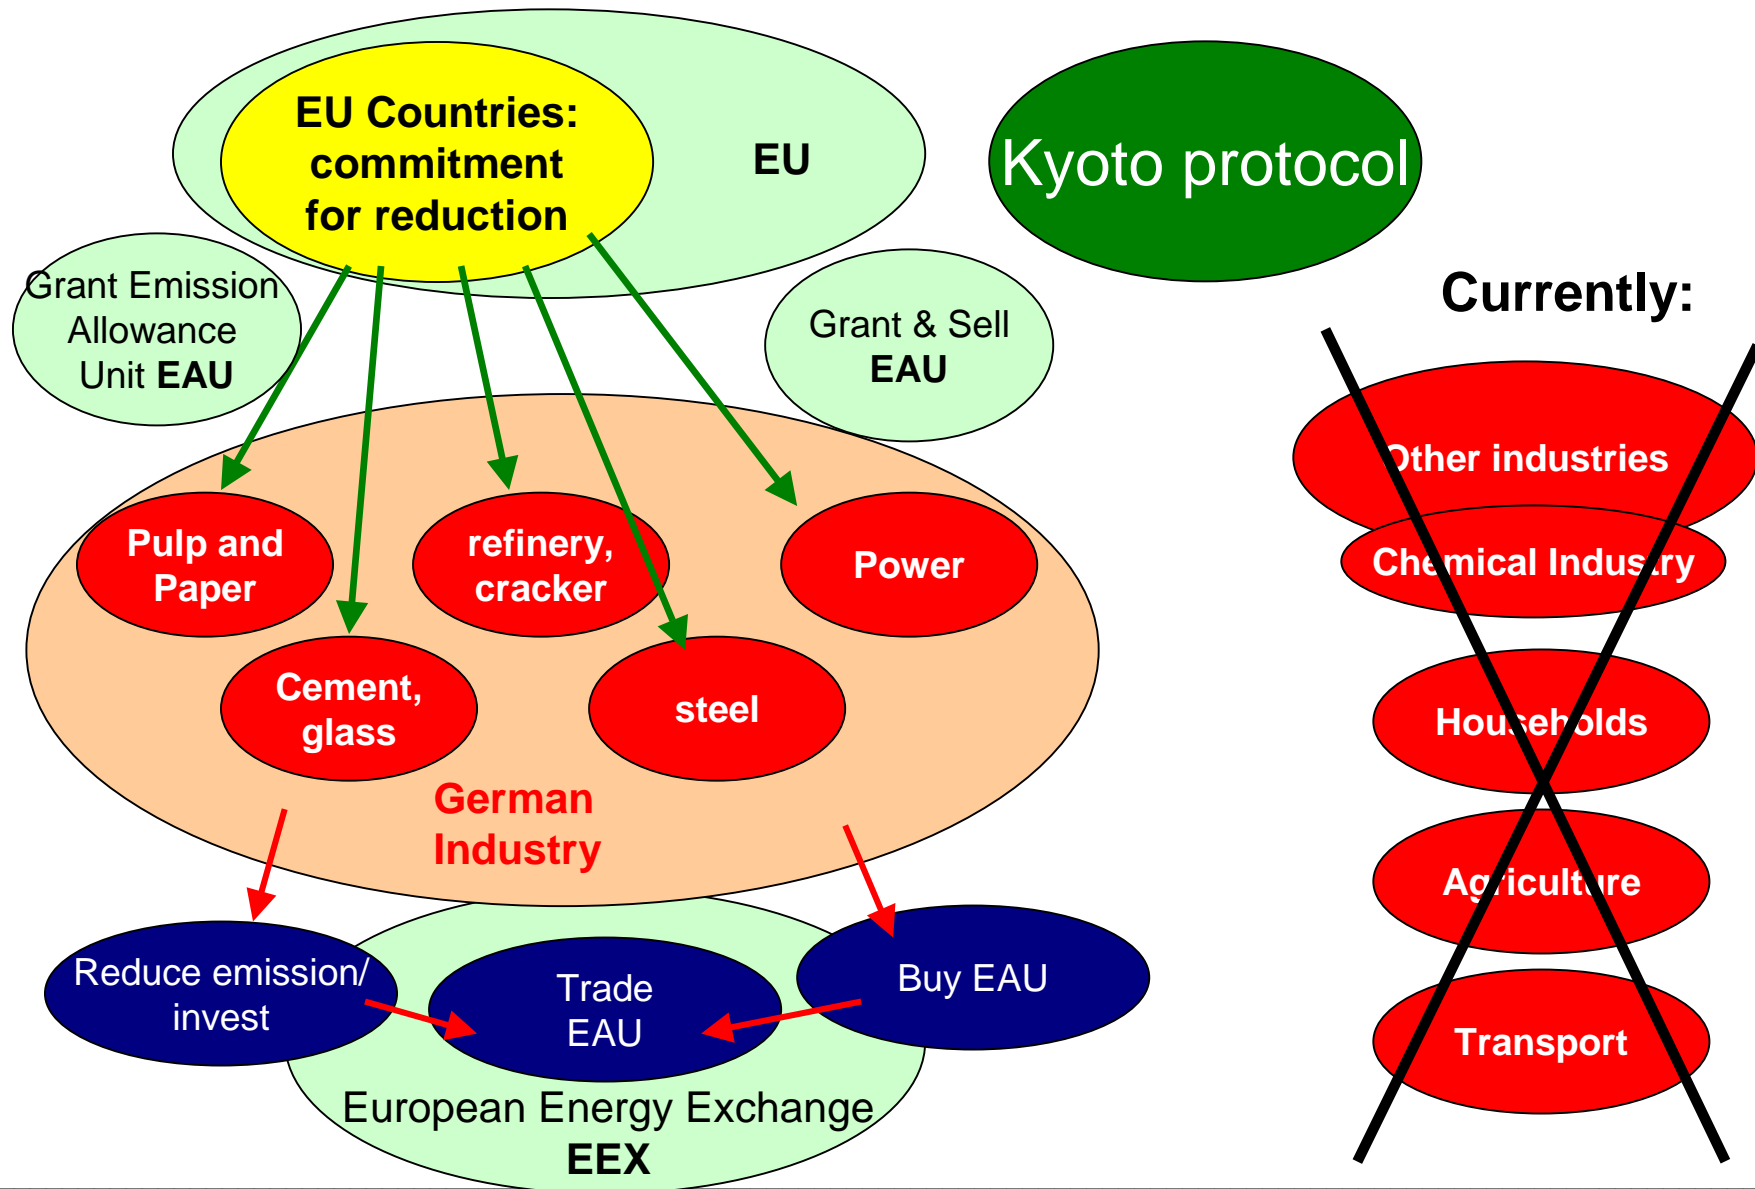 EU Countries:
commitment
for reduction
EU
Kyoto protocol
Grant Emission
Allowance
Unit EAU
Grant & Sell
EAU
Currently:
Pulp and
Paper
refinery,
cracker
Power
Cement,
glass
steel
German
Industry
Reduce emission/
invest
Trade
EAU
Buy EAU
European Energy Exchange
EEX
Other industries
Chemical Industry
Households
Agriculture
Transport